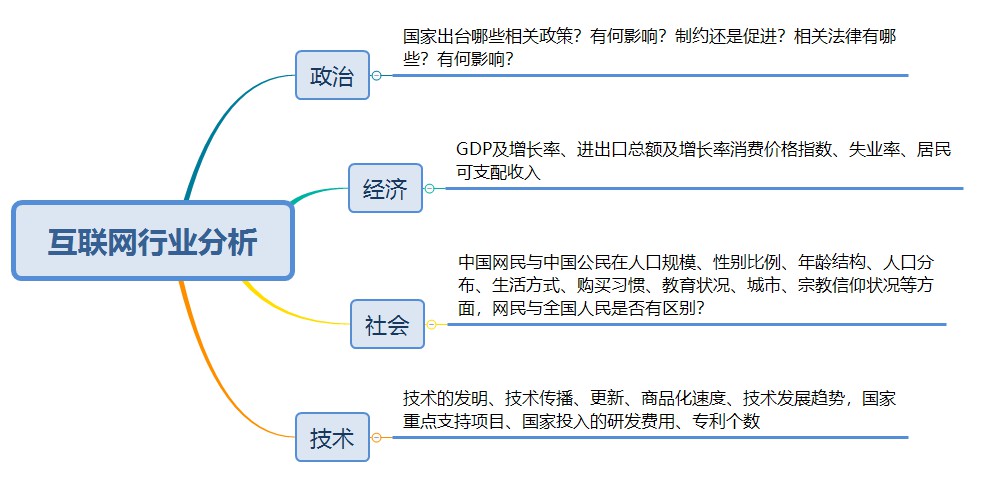 国家出台哪些相关政策？有何影响？制约还是促进？相关法律有哪
些？有何影响？
政治
GDP及增长率、进出口总额及增长率消费价格指数、失业率、居民
可支配收入
经济
互联网行业分析
中国网民与中国公民在人口规模、性别比例、年龄结构、人口分
布、生活方式、购买习惯、教育状况、城市、宗教信仰状况等方
面，网民与全国人民是否有区别？
社会
技术的发明、技术传播、更新、商品化速度、技术发展趋势，国家
重点支持项目、国家投入的研发费用、专利个数
技术